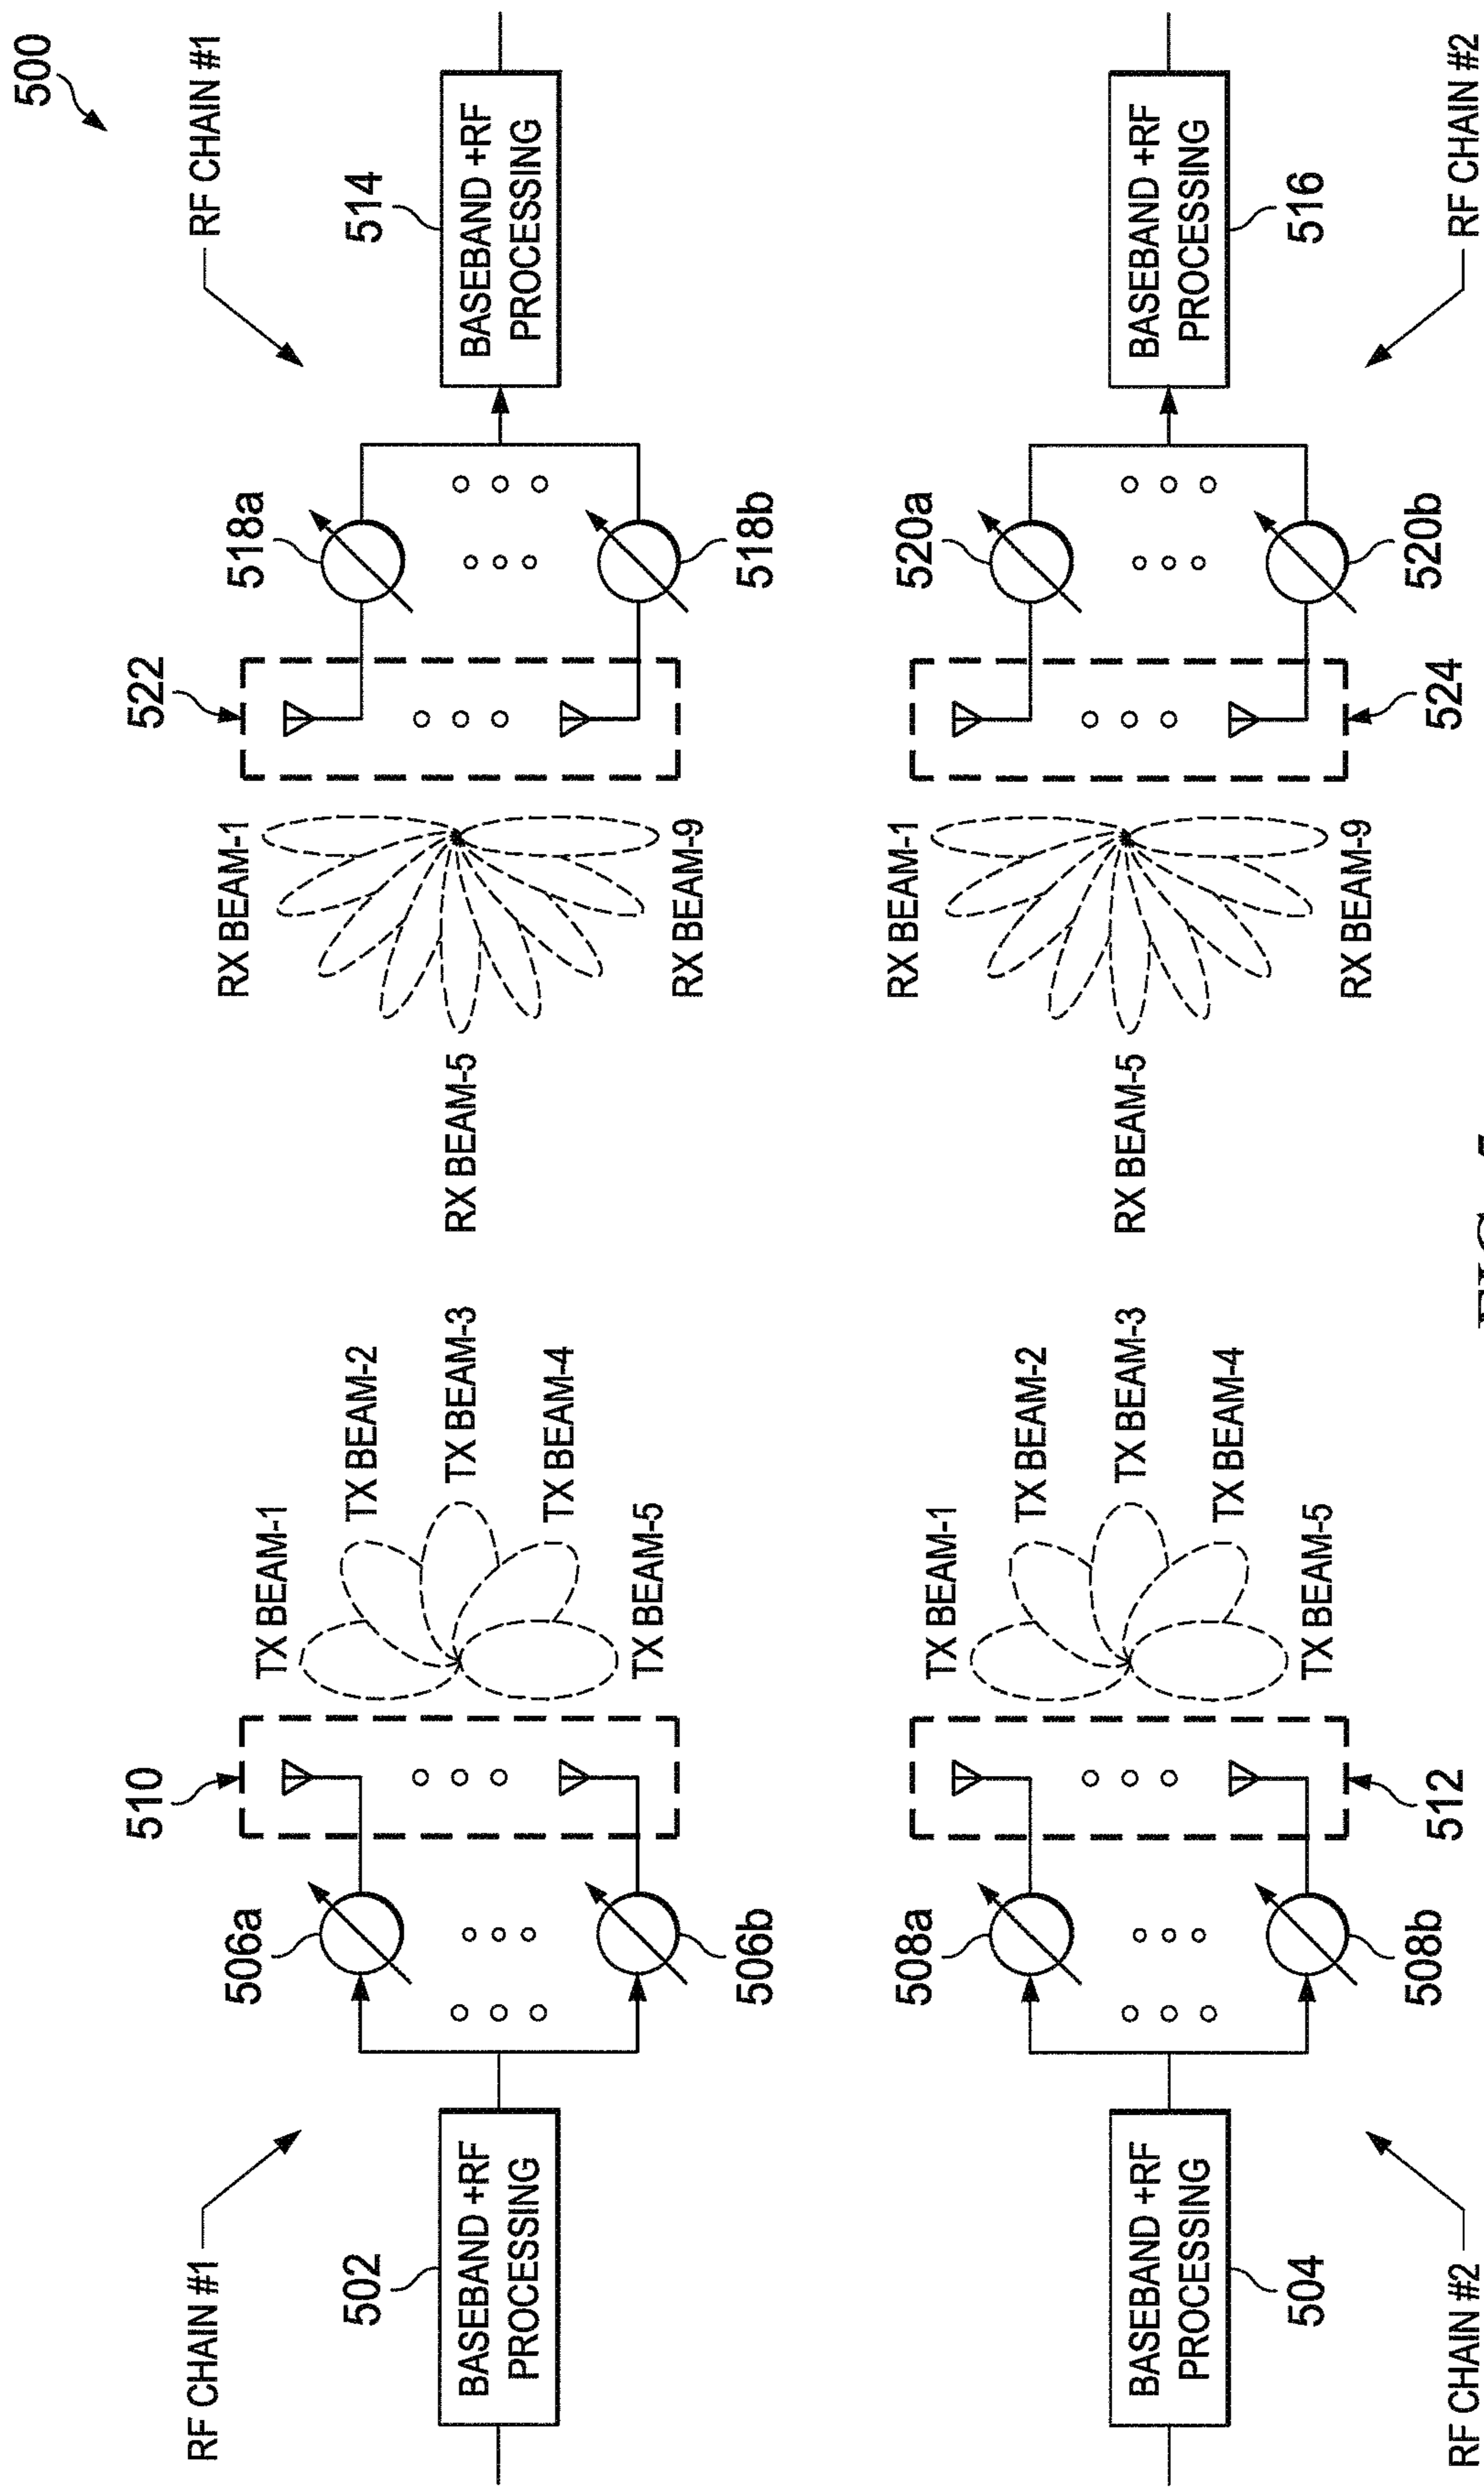 500
RF CHAIN #1
RF CHAIN #1
502
BASEBAND +RF
PROCESSING
506a
506b
510
TX BEAM-1
TX BEAM-2
TX BEAM-3
TX BEAM-4
TX BEAM-5
RX BEAM-1
RX BEAM-5
RX BEAM-9
522
518a
518b
514
BASEBAND +RF
PROCESSING
504
BASEBAND +RF
PROCESSING
508a
508b
512
TX BEAM-1
TX BEAM-2
TX BEAM-3
TX BEAM-4
TX BEAM-5
RX BEAM-1
RX BEAM-5
RX BEAM-9
524
520a
520b
516
BASEBAND +RF
PROCESSING
RF CHAIN #2
RF CHAIN #2